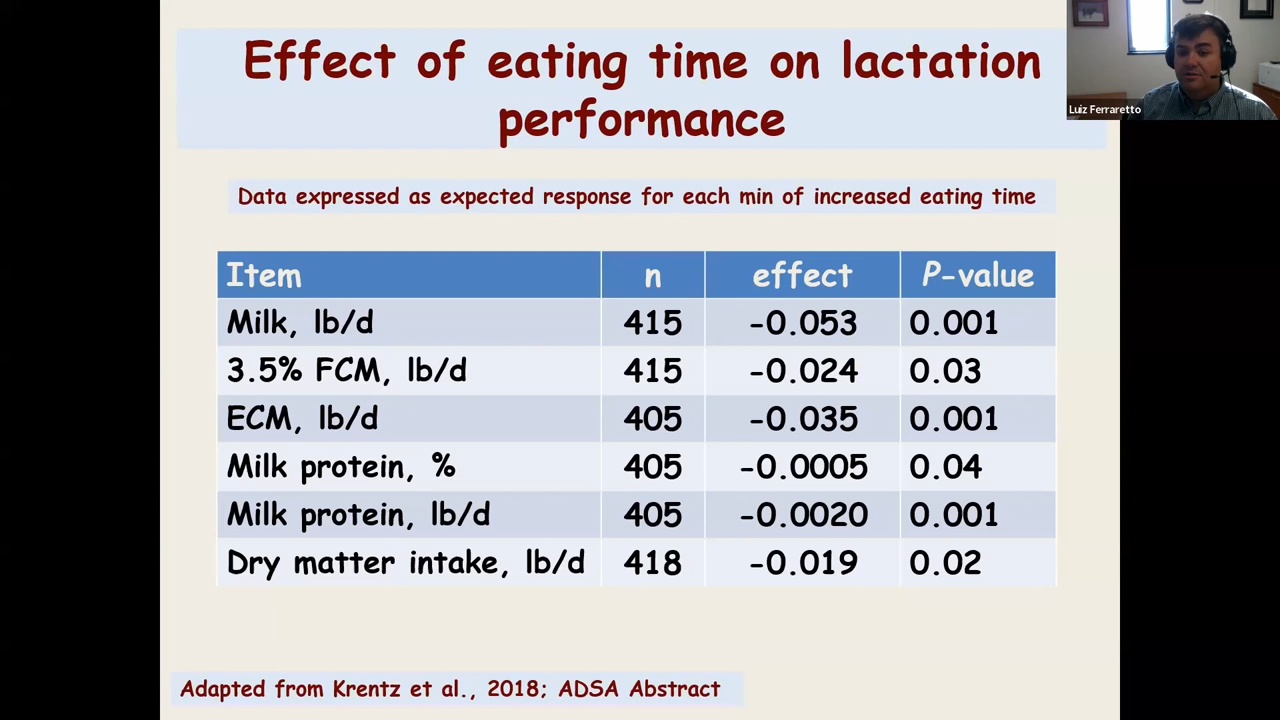 Effect of eating time on lactation
performance
Luiz Ferraretto
Data expressed as expected response for each min of increased eating time
Item n effect P-value
Milk, lb/d 415 -0.053 0.001
3.5% FCM, lb/d 415 -0.024 0.03
ECM, lb/d 405 -0.035 0.001
Milk protein, % 405 -0.0005 0.04
Milk protein, lb/d 405 -0.0020 0.001
Dry matter intake, lb/d 418 -0.019 0.02
Adapted from Krentz et al., 2018; ADSA Abstract